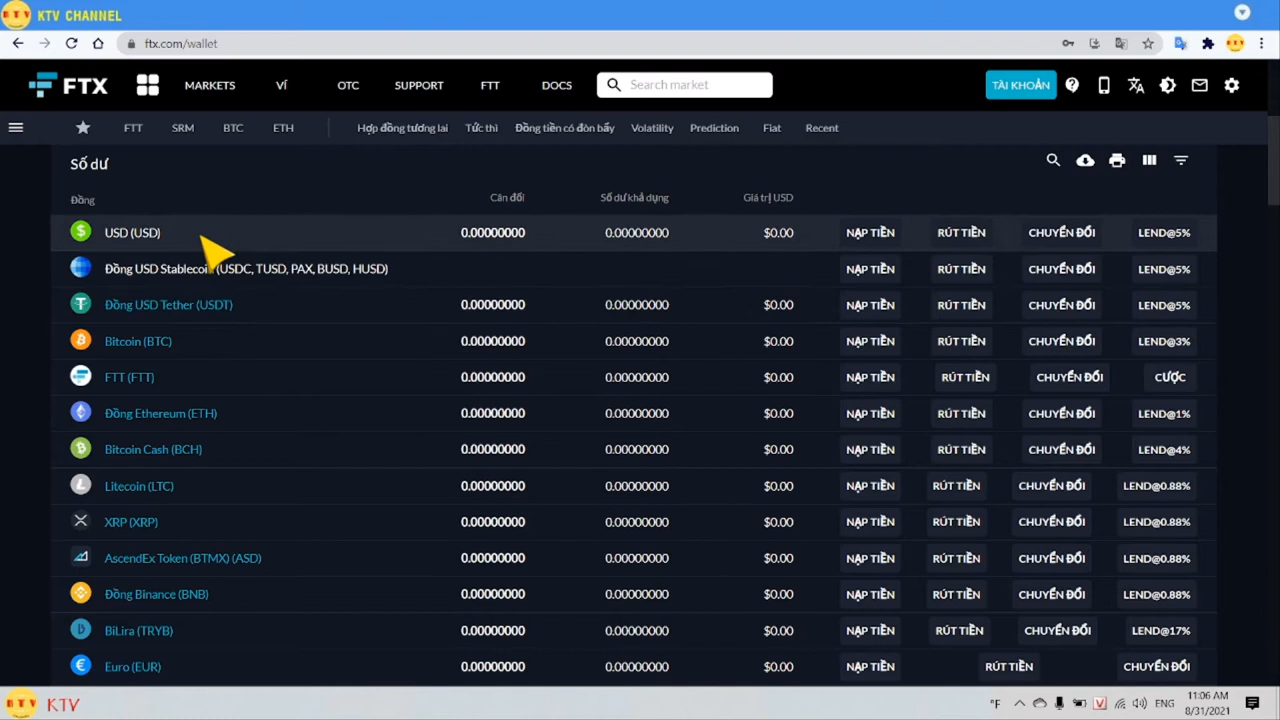 KTV CHANNEL
ftx.com/wallet
FTX MARKETS VÍ OTC SUPPORT FTT DOCS Search market TÀI KHOẢN
FTT SRM BTC ETH Hợp đồng tương lai Tức thì Đồng tiền có đòn bẩy Volatility Prediction Fiat Recent
Số dư
Đồng Cân đối Số dư khả dụng Giá trị USD
USD (USD) 0.00000000 0.00000000 $0.00 NẠP TIỀN RÚT TIỀN CHUYỂN ĐỔI LEND@5%
Đồng USD Stablecoin (USDC, TUSD, PAX, BUSD, HUSD) NẠP TIỀN RÚT TIỀN CHUYỂN ĐỔI LEND@5%
Đồng USD Tether (USDT) 0.00000000 0.00000000 $0.00 NẠP TIỀN RÚT TIỀN CHUYỂN ĐỔI LEND@5%
Bitcoin (BTC) 0.00000000 0.00000000 $0.00 NẠP TIỀN RÚT TIỀN CHUYỂN ĐỔI LEND@3%
FTT (FTT) 0.00000000 0.00000000 $0.00 NẠP TIỀN RÚT TIỀN CHUYỂN ĐỔI CƯỢC
Đồng Ethereum (ETH) 0.00000000 0.00000000 $0.00 NẠP TIỀN RÚT TIỀN CHUYỂN ĐỔI LEND@1%
Bitcoin Cash (BCH) 0.00000000 0.00000000 $0.00 NẠP TIỀN RÚT TIỀN CHUYỂN ĐỔI LEND@4%
Litecoin (LTC) 0.00000000 0.00000000 $0.00 NẠP TIỀN RÚT TIỀN CHUYỂN ĐỔI LEND@0.88%
XRP (XRP) 0.00000000 0.00000000 $0.00 NẠP TIỀN RÚT TIỀN CHUYỂN ĐỔI LEND@0.88%
AscendEx Token (BTMX) (ASD) 0.00000000 0.00000000 $0.00 NẠP TIỀN RÚT TIỀN CHUYỂN ĐỔI LEND@0.88%
Đồng Binance (BNB) 0.00000000 0.00000000 $0.00 NẠP TIỀN RÚT TIỀN CHUYỂN ĐỔI LEND@0.88%
BiLira (TRYB) 0.00000000 0.00000000 $0.00 NẠP TIỀN RÚT TIỀN CHUYỂN ĐỔI LEND@17%
Euro (EUR) 0.00000000 0.00000000 $0.00 NẠP TIỀN RÚT TIỀN CHUYỂN ĐỔI
KTV °F V ENG 11:06 AM
8/31/2021